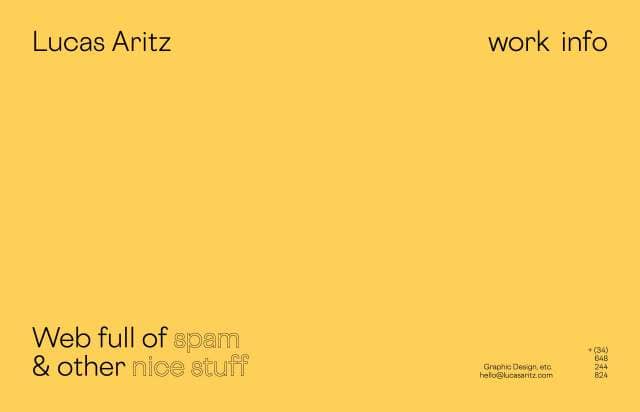 Lucas Aritz
work info
Web full of spam
& other nice stuff
Graphic Design, etc.
hello@lucasaritz.com
+ (34)
648
244
824